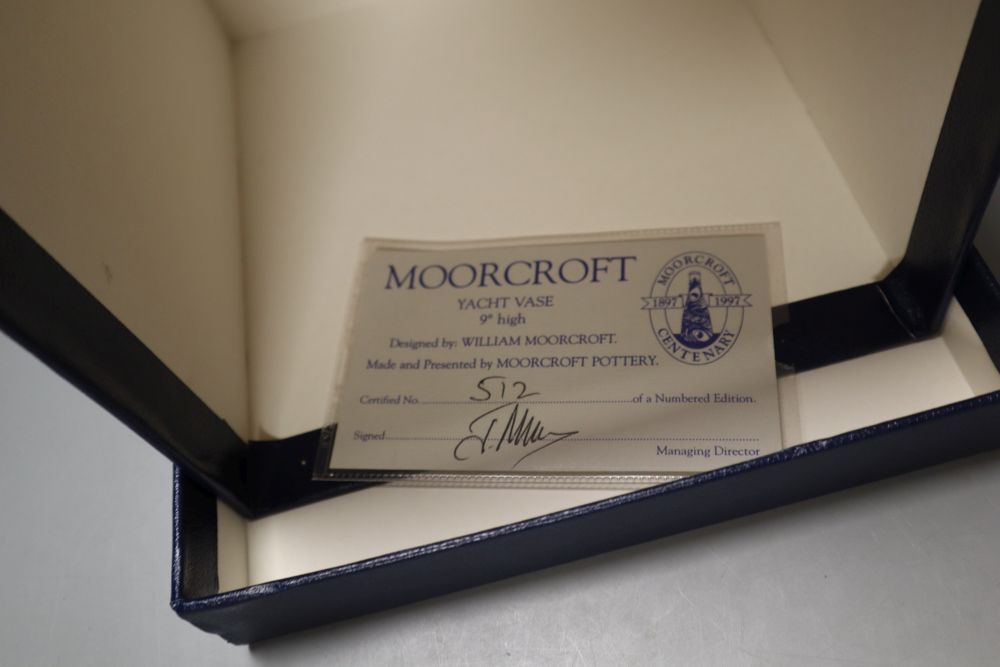 MOORCROFT
YACHT VASE
9" high
Designed by: WILLIAM MOORCROFT.
Made and Presented by MOORCROFT POTTERY.
Certified No. 512 of a Numbered Edition.
Signed
Managing Director
MOORCROFT
1897 1997
CENTENARY